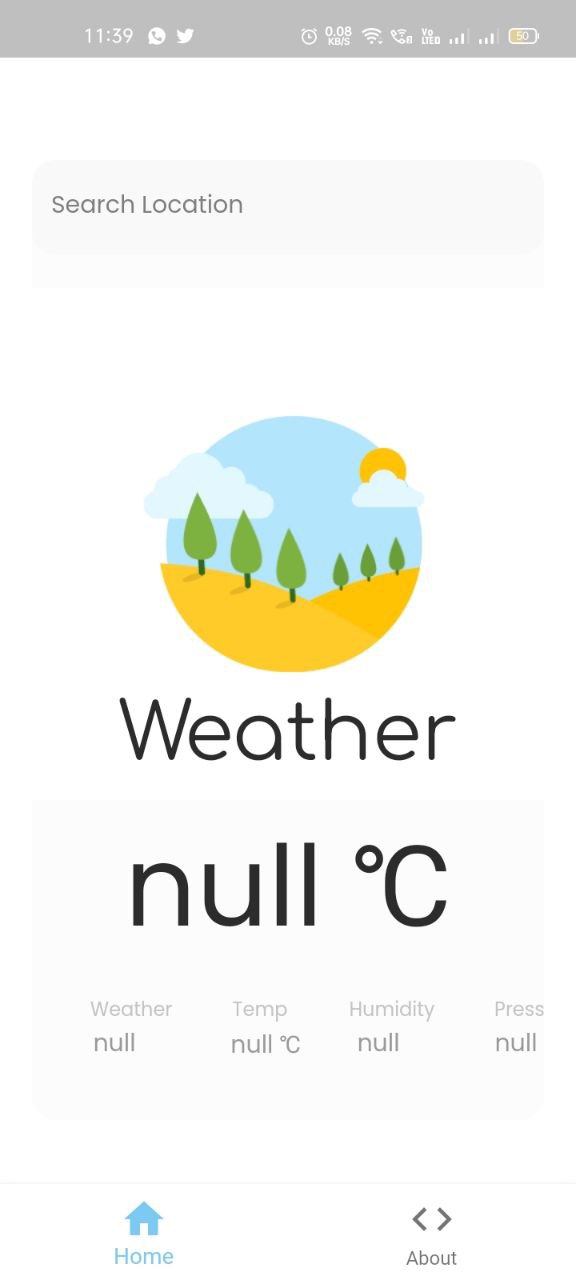 11:39 0.08 KB/S Vo LTE 50
Search Location
Weather
null °C
Weather Temp Humidity Press
null null °C null null
Home About